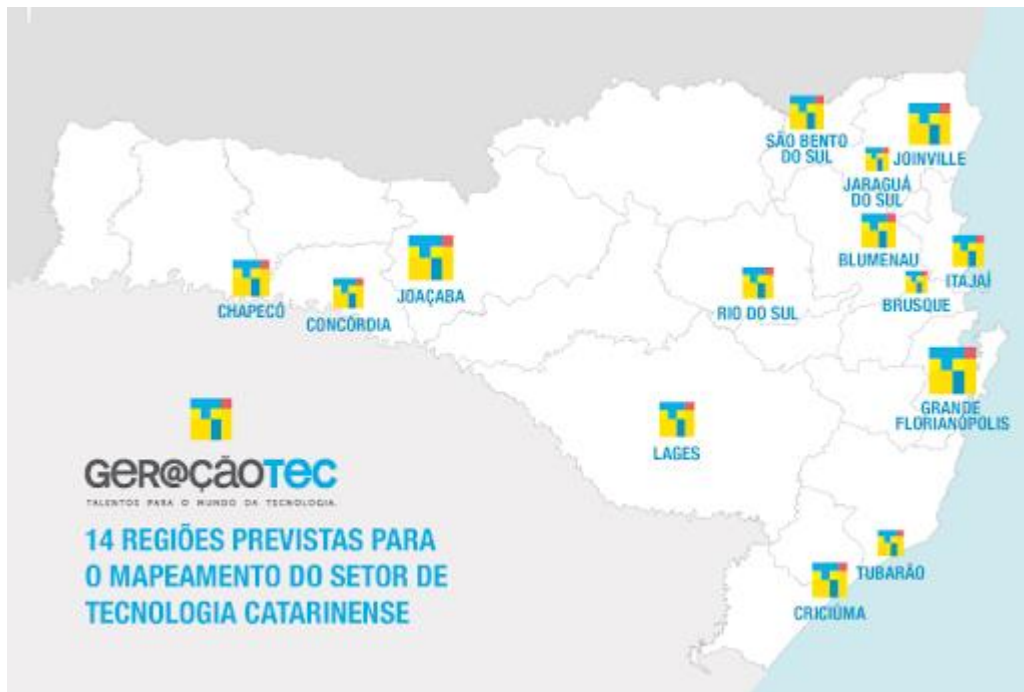 SÃO BENTO
DO SUL
JOINVILLE
JARAGUÁ
DO SUL
BLUMENAU
ITAJAÍ
BRUSQUE
RIO DO SUL
CHAPECÓ
CONCÓRDIA
JOAÇABA
GRANDE
FLORIANÓPOLIS
LAGES
TUBARÃO
CRICIÚMA
GER@ÇÃOTEC
TALENTOS PARA O MUNDO DA TECNOLOGIA
14 REGIÕES PREVISTAS PARA
O MAPEAMENTO DO SETOR DE
TECNOLOGIA CATARINENSE